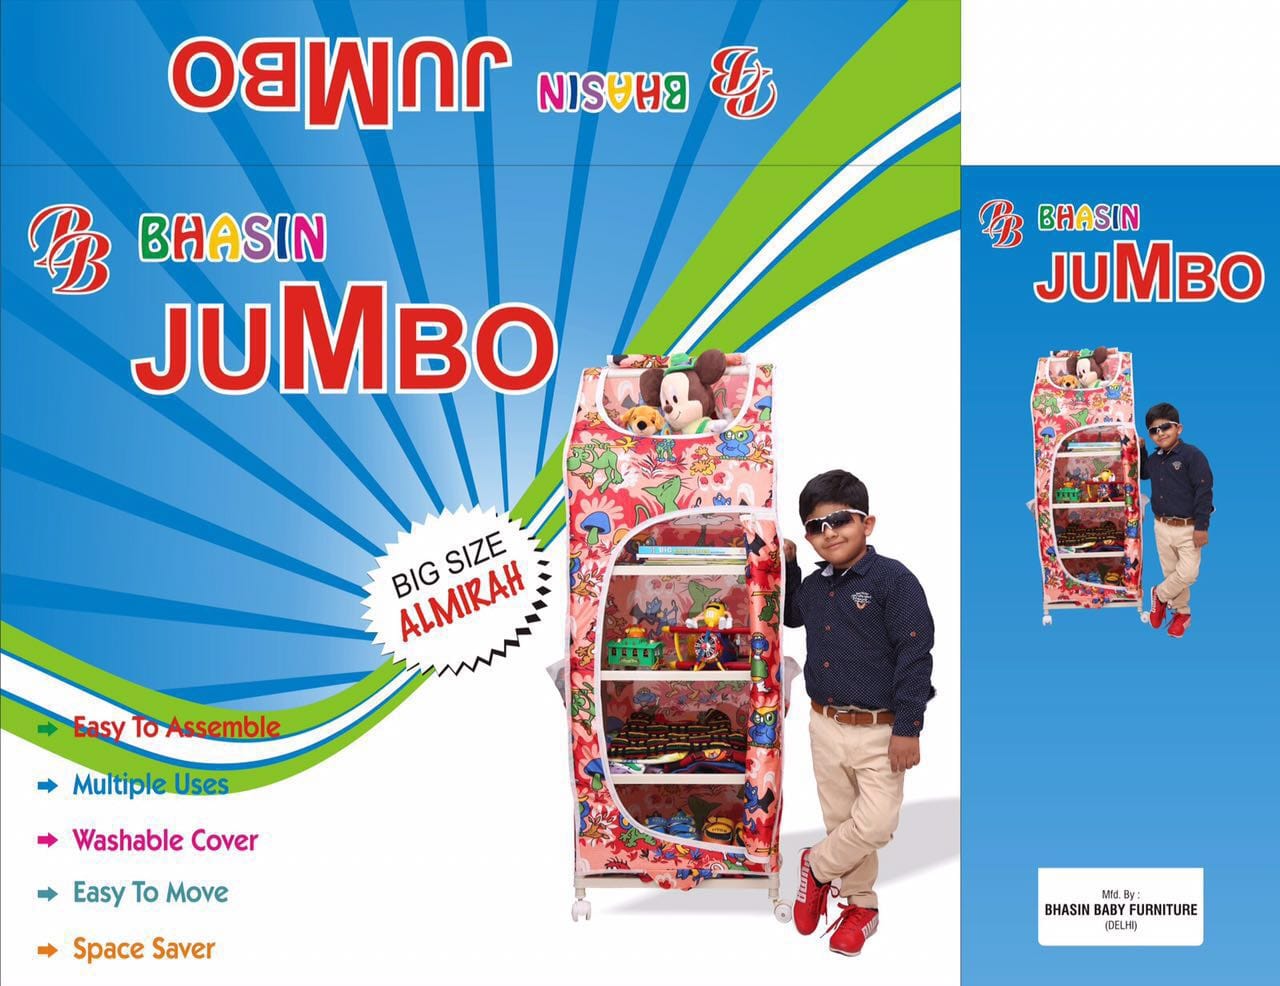 JUMBO
BHASIN
BB
BB
BHASIN
JUMBO
BIG SIZE
ALMIRAH
Easy To Assemble
Multiple Uses
Washable Cover
Easy To Move
Space Saver
BB
BHASIN
JUMBO
Mfd. By :
BHASIN BABY FURNITURE
(DELHI)